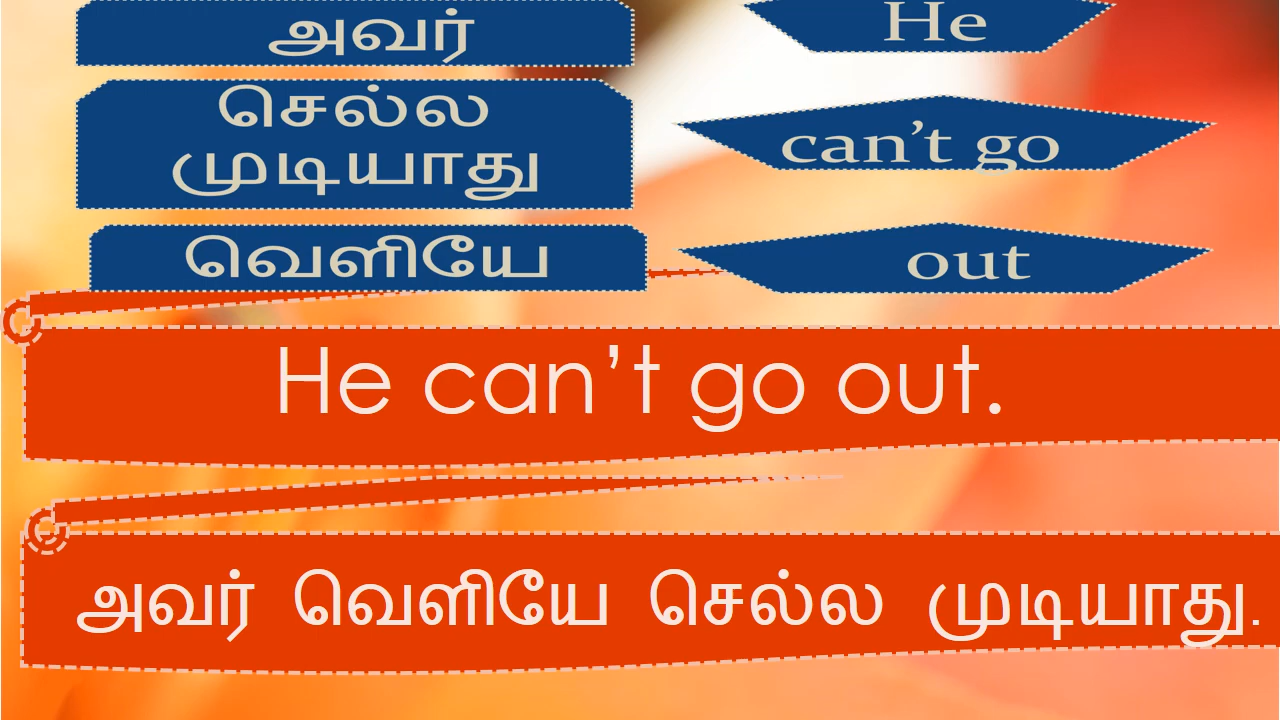 அவர்
He
செல்ல
முடியாது
can’t go
வெளியே
out
He can’t go out.
அவர் வெளியே செல்ல முடியாது.